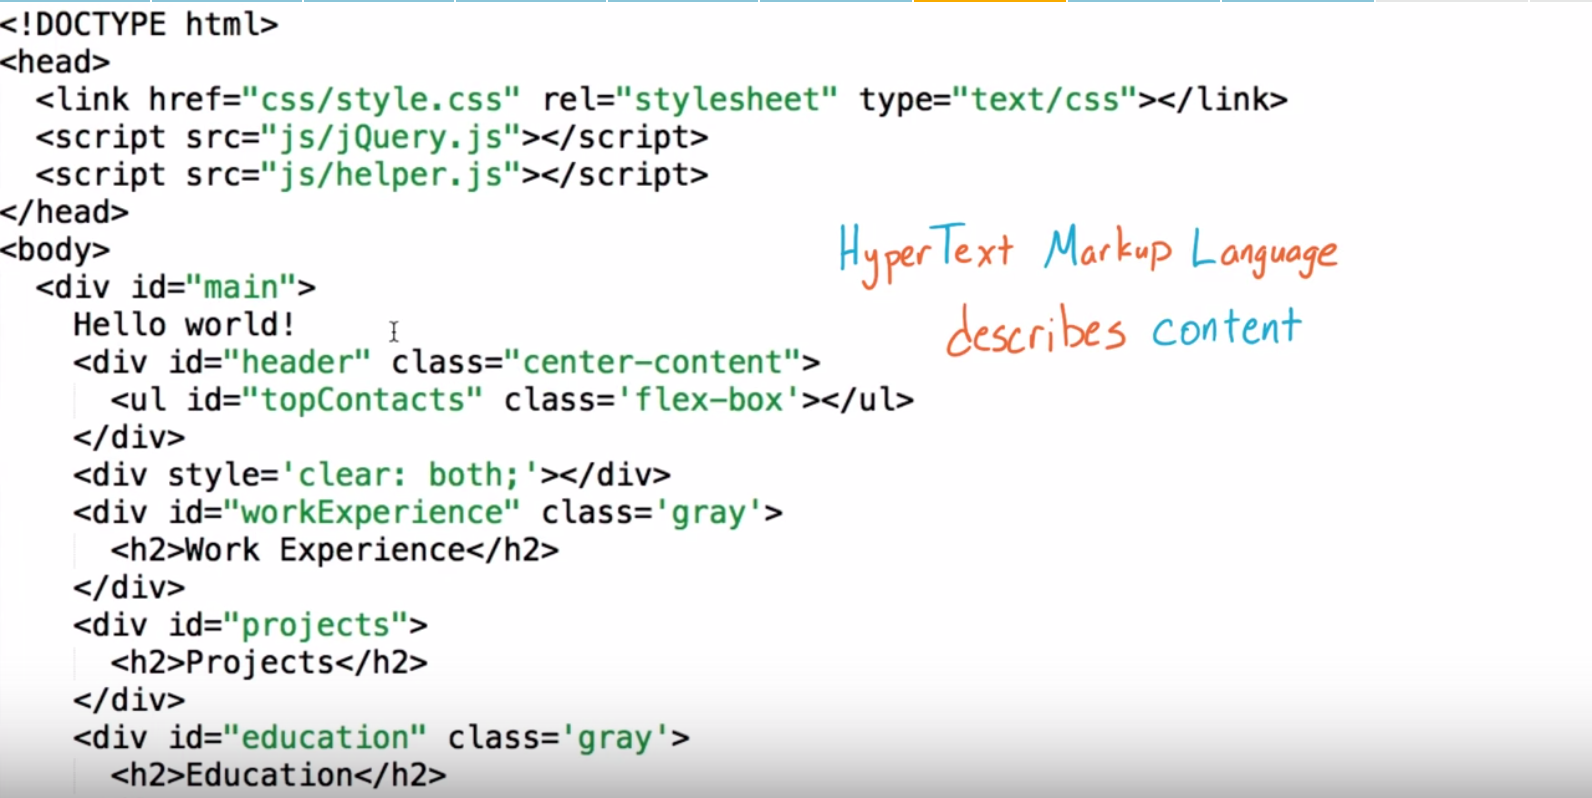 <!DOCTYPE html>
<head>
<link href="css/style.css" rel="stylesheet" type="text/css"></link>
<script src="js/jQuery.js"></script>
<script src="js/helper.js"></script>
</head>
<body>
<div id="main">
Hello world!
<div id="header" class="center-content">
<ul id="topContacts" class='flex-box'></ul>
</div>
<div style='clear: both;'></div>
<div id="workExperience" class='gray'>
<h2>Work Experience</h2>
</div>
<div id="projects">
<h2>Projects</h2>
</div>
<div id="education" class='gray'>
<h2>Education</h2>
HyperText Markup Language
describes content